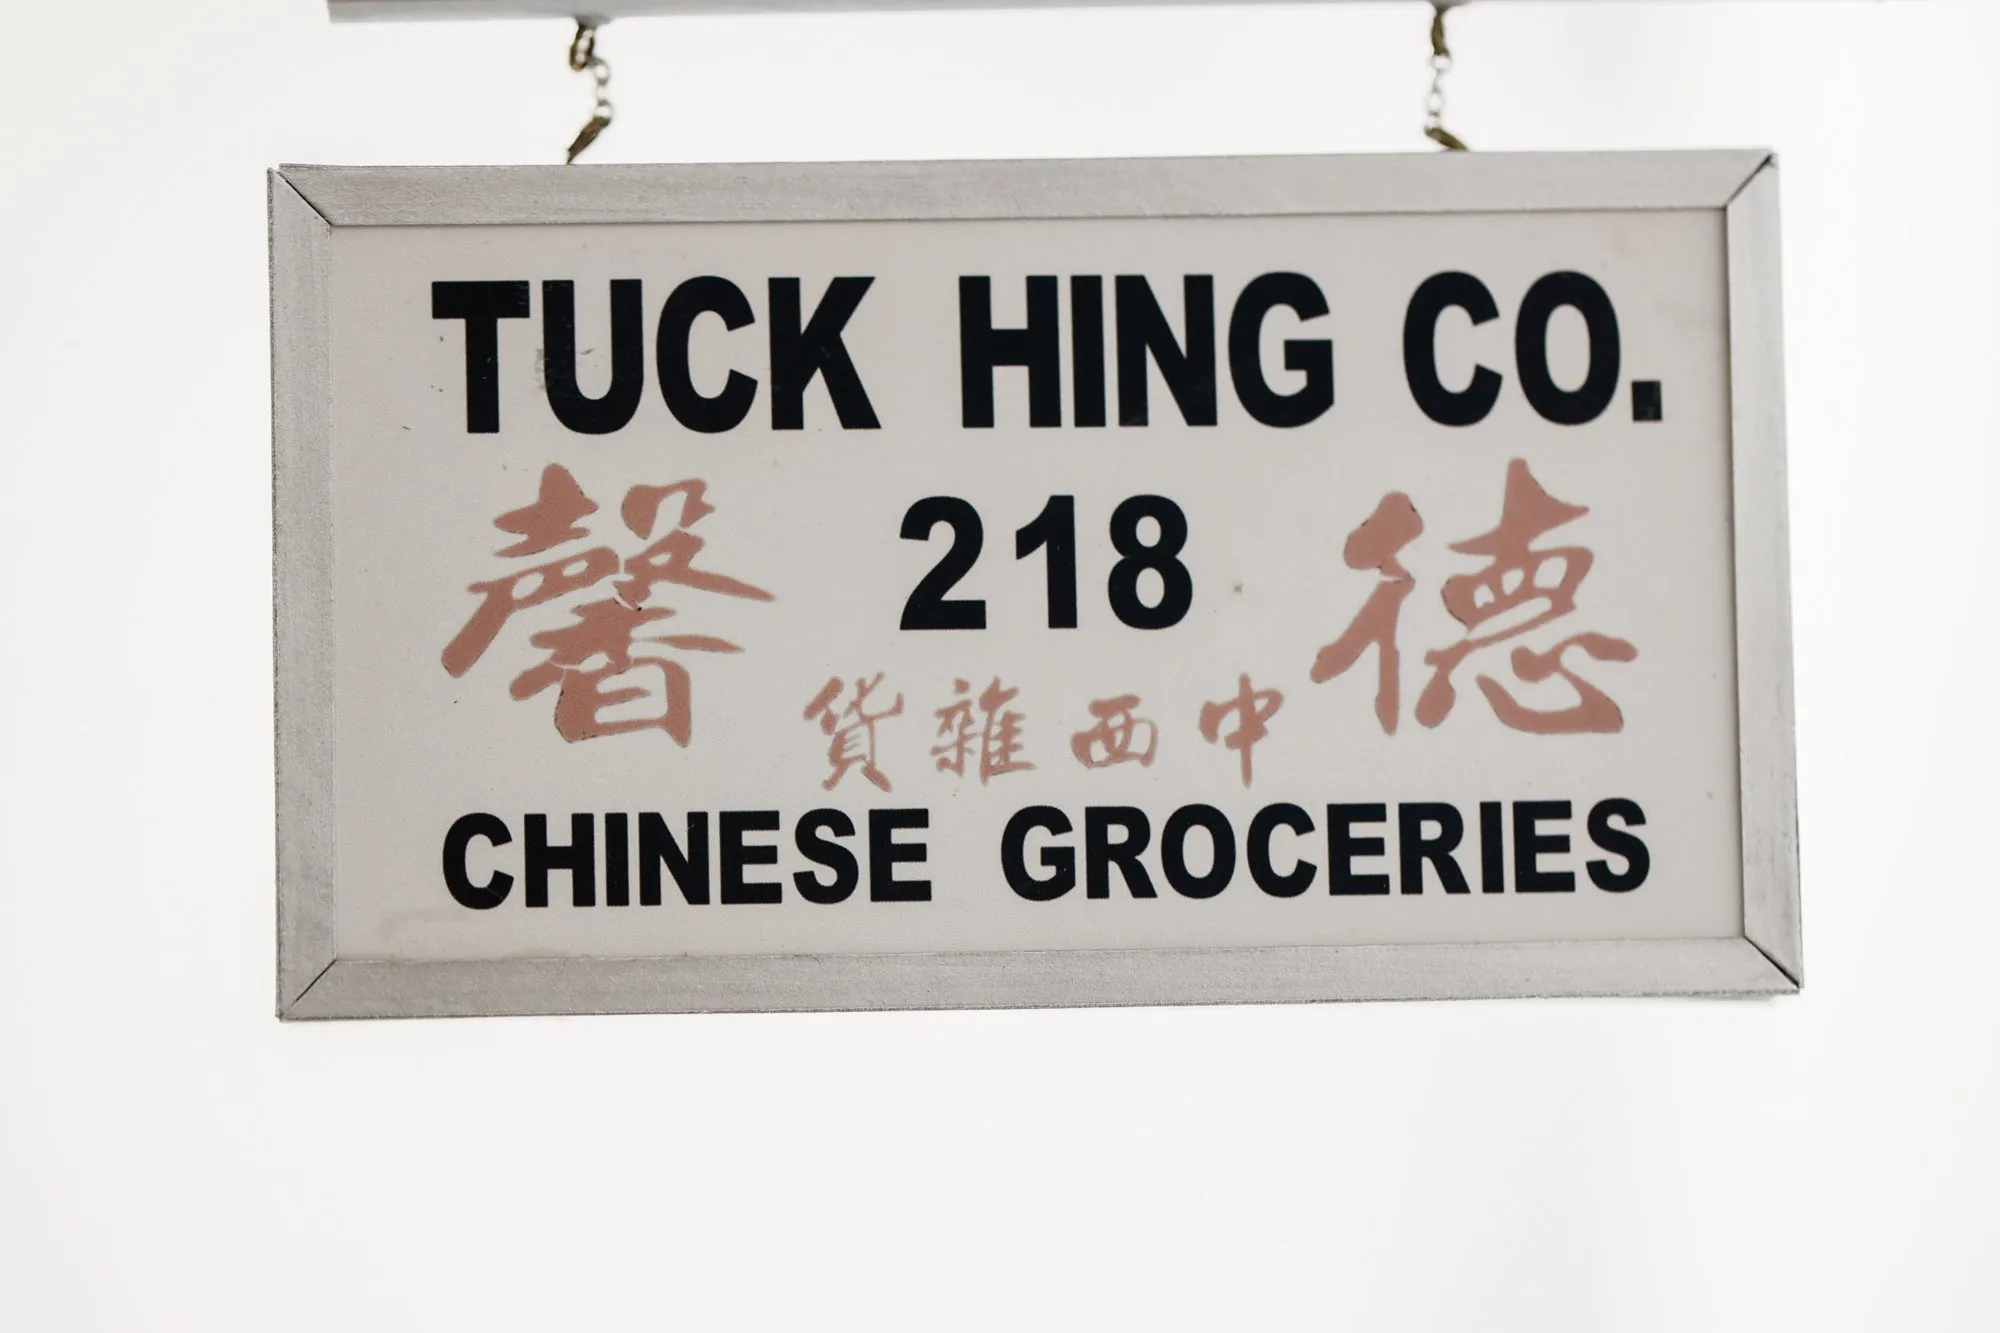 TUCK HING CO.
德馨
218
中西雜貨
CHINESE GROCERIES